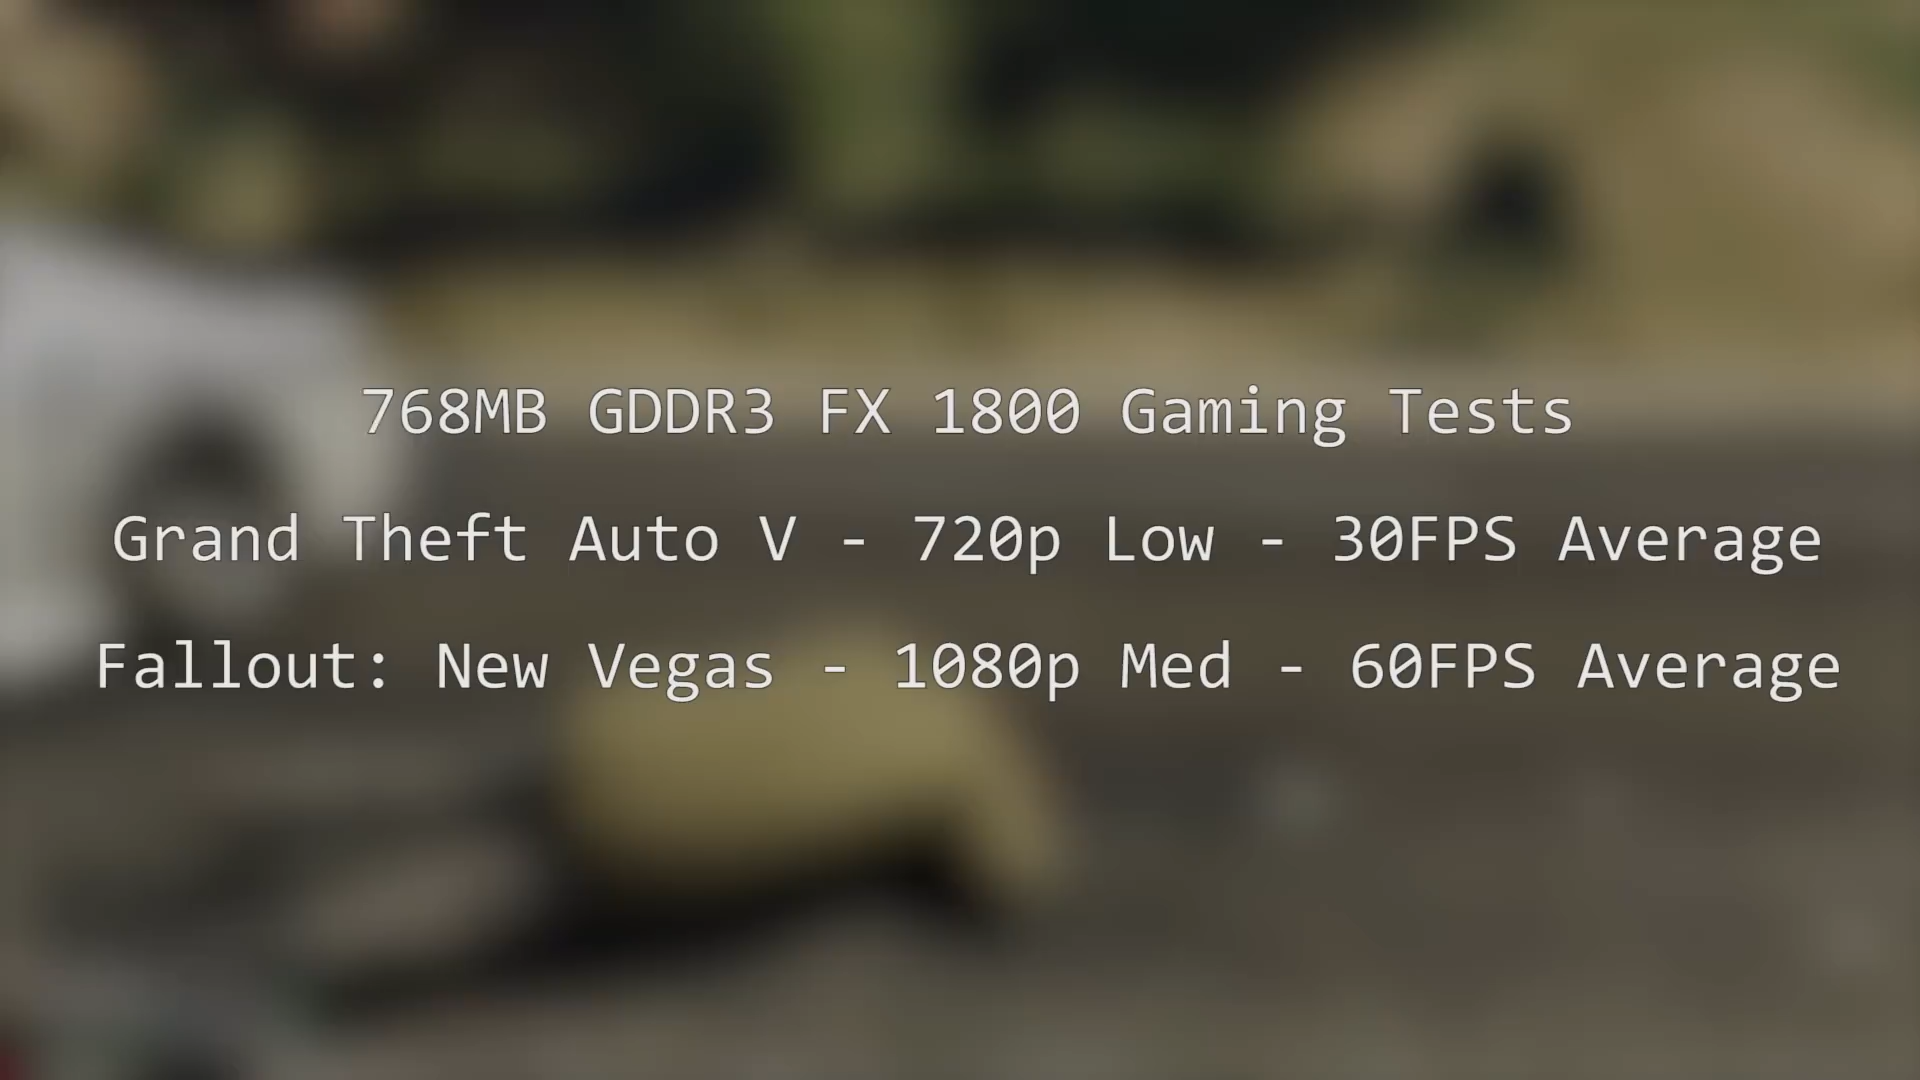 768MB GDDR3 FX 1800 Gaming Tests
Grand Theft Auto V - 720p Low - 30FPS Average
Fallout: New Vegas - 1080p Med - 60FPS Average